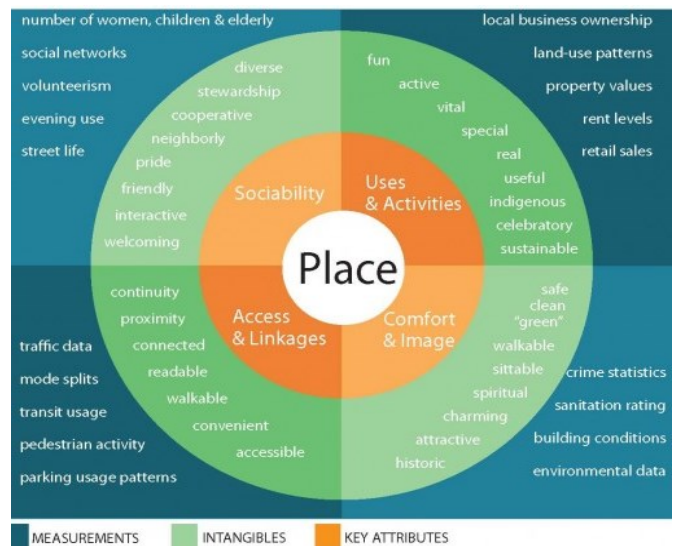 number of women, children & elderly
social networks
volunteerism
evening use
street life
diverse
stewardship
cooperative
neighborly
pride
friendly
interactive
welcoming
Sociability
local business ownership
land-use patterns
property values
rent levels
retail sales
fun
active
vital
special
real
useful
indigenous
celebratory
sustainable
Uses
& Activities
Place
continuity
proximity
connected
readable
walkable
convenient
accessible
Access
& Linkages
traffic data
mode splits
transit usage
pedestrian activity
parking usage patterns
Comfort
& Image
safe
clean
"green"
walkable
sittable
spiritual
charming
attractive
historic
crime statistics
sanitation rating
building conditions
environmental data
MEASUREMENTS
INTANGIBLES
KEY ATTRIBUTES